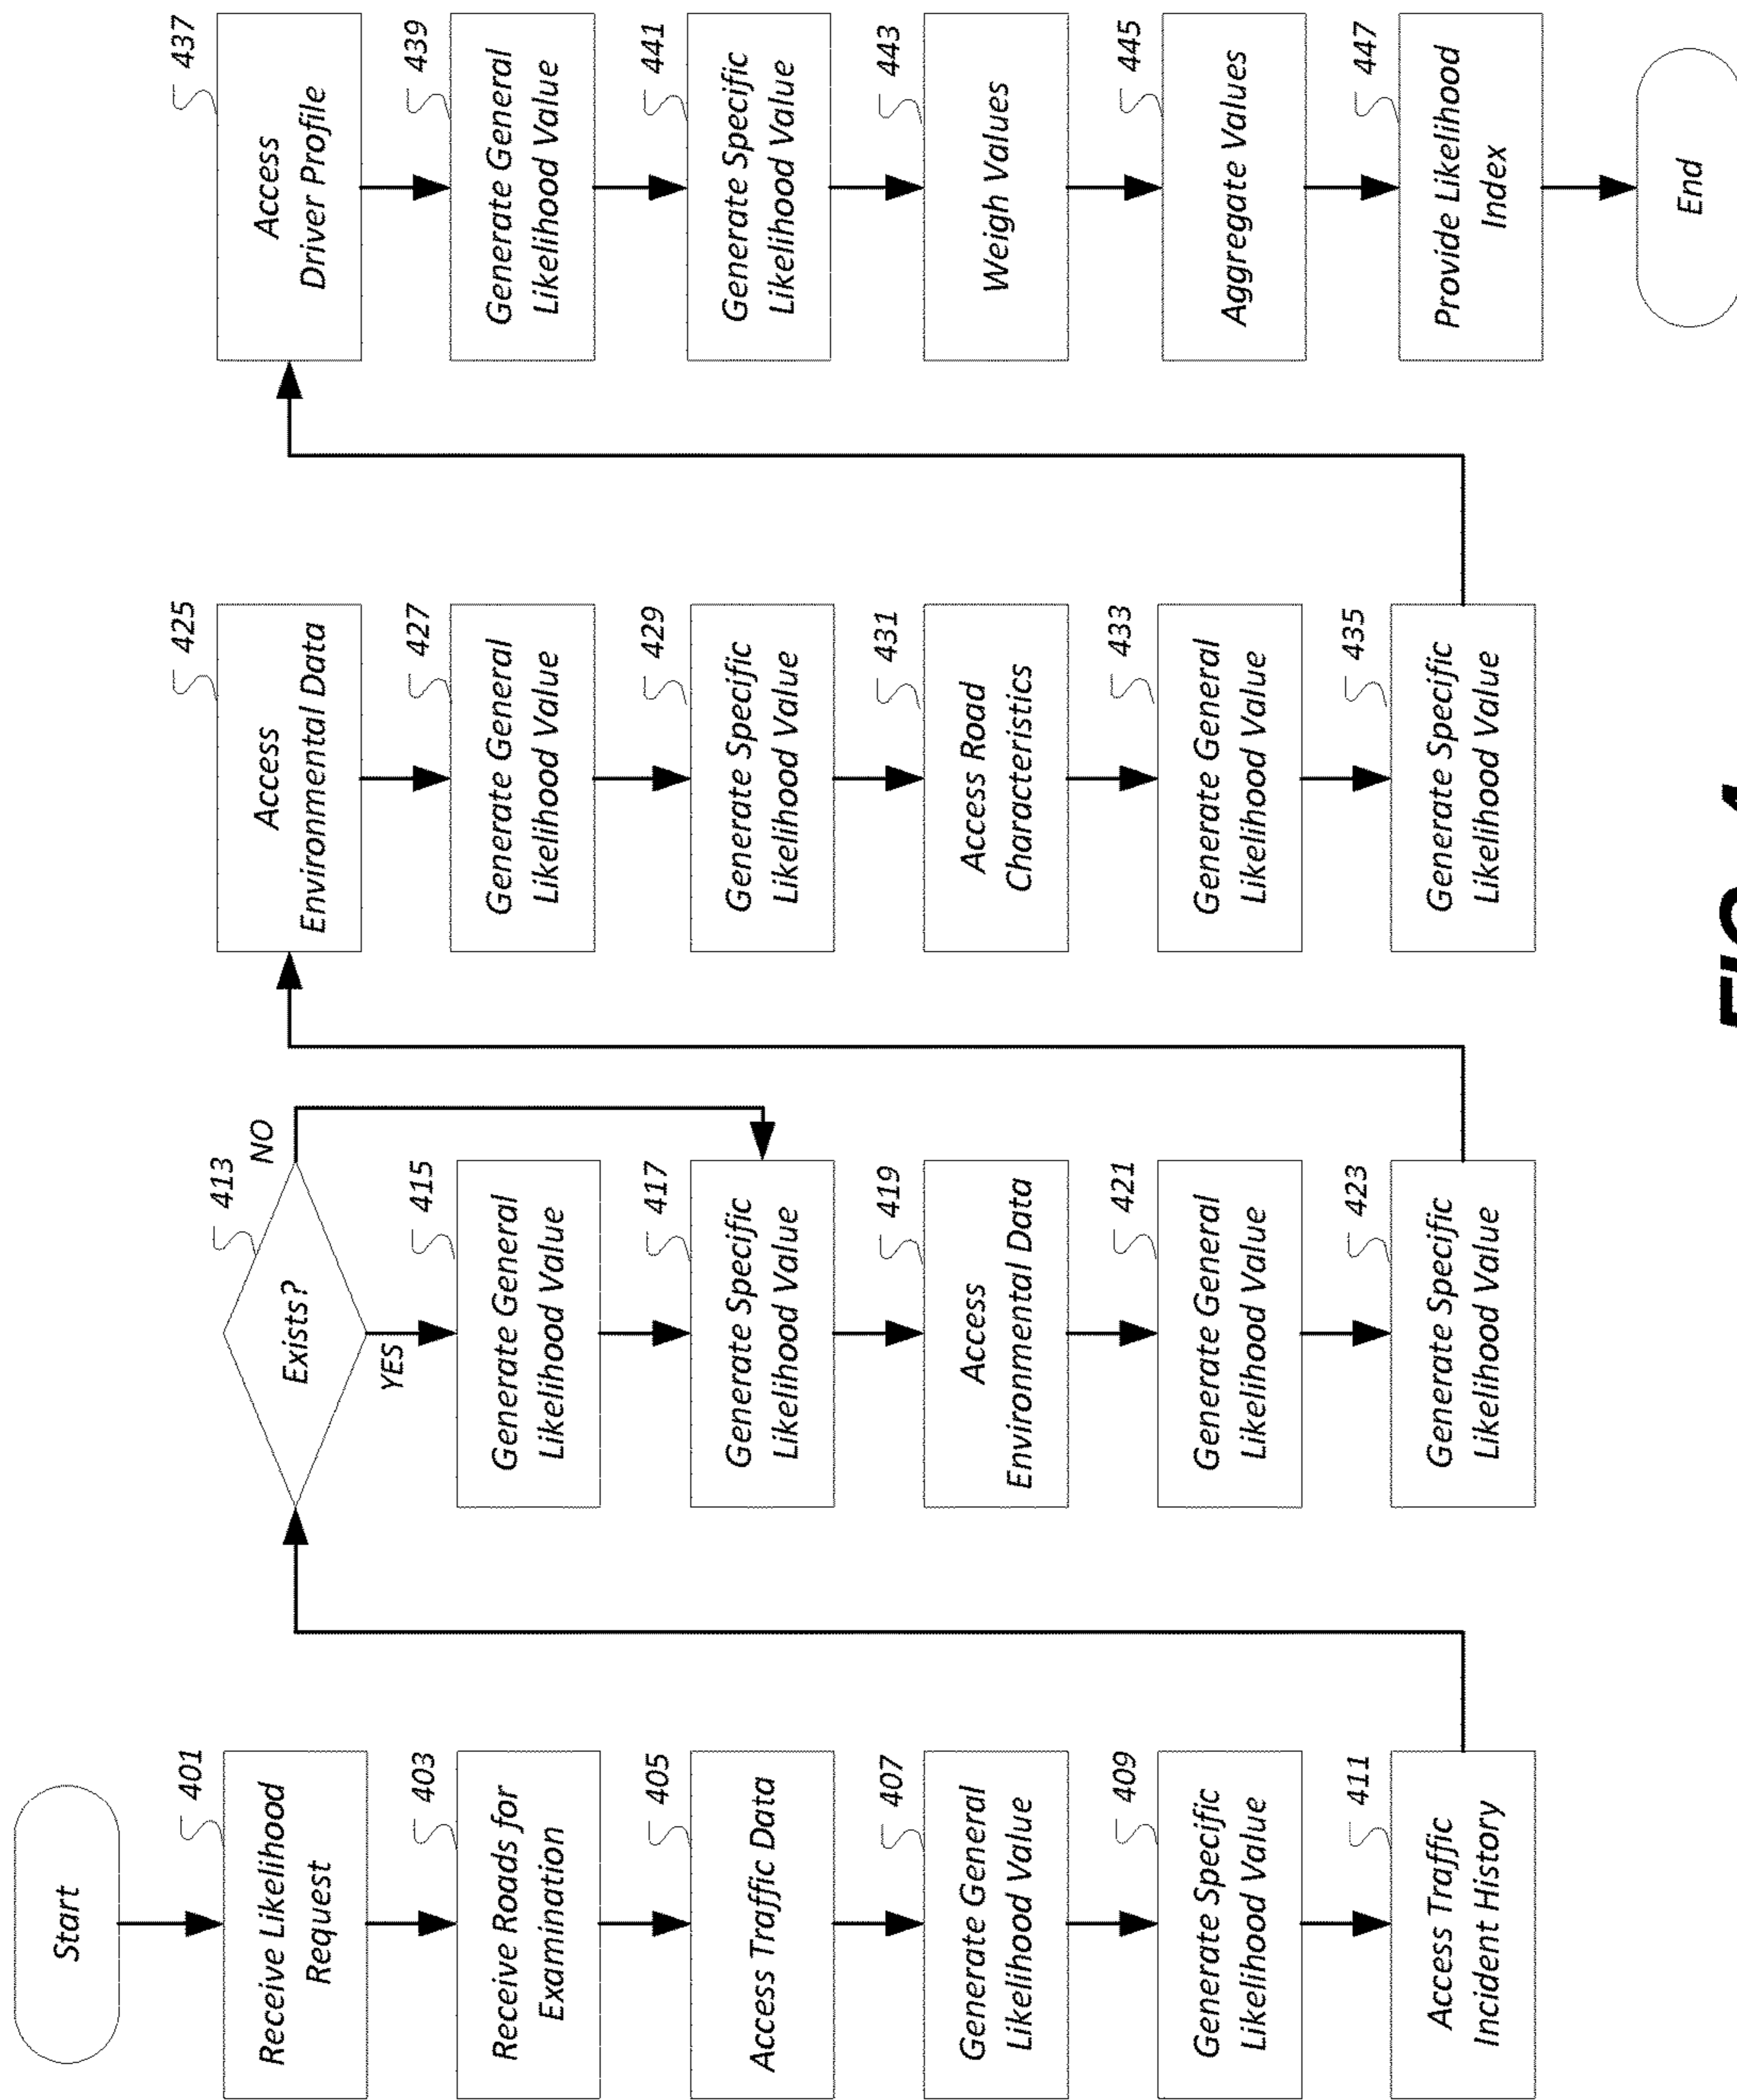 Start
401
Receive Likelihood
Request
403
Receive Roads for
Examination
405
Access Traffic Data
407
Generate General
Likelihood Value
409
Generate Specific
Likelihood Value
411
Access Traffic
Incident History
413
Exists?
NO
YES
415
Generate General
Likelihood Value
417
Generate Specific
Likelihood Value
419
Access
Environmental Data
421
Generate General
Likelihood Value
423
Generate Specific
Likelihood Value
425
Access
Environmental Data
427
Generate General
Likelihood Value
429
Generate Specific
Likelihood Value
431
Access Road
Characteristics
433
Generate General
Likelihood Value
435
Generate Specific
Likelihood Value
437
Access
Driver Profile
439
Generate General
Likelihood Value
441
Generate Specific
Likelihood Value
443
Weigh Values
445
Aggregate Values
447
Provide Likelihood
Index
End